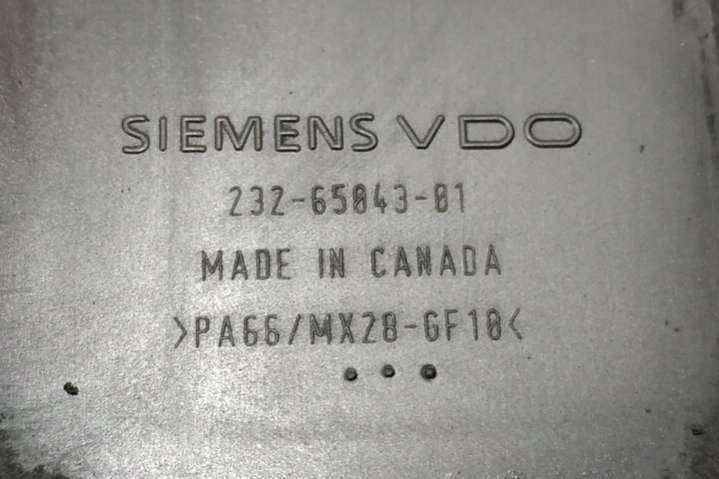 SIEMENS VDO
232-65043-01
MADE IN CANADA
>PA66/MX28-GF10<